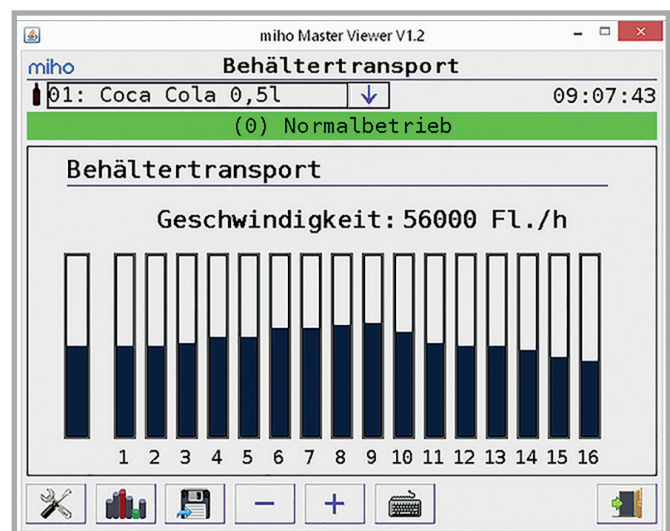 miho Master Viewer V1.2
miho Behältertransport
01: Coca Cola 0,5l 09:07:43
(0) Normalbetrieb
Behältertransport
Geschwindigkeit: 56000 Fl./h
1 2 3 4 5 6 7 8 9 10 11 12 13 14 15 16